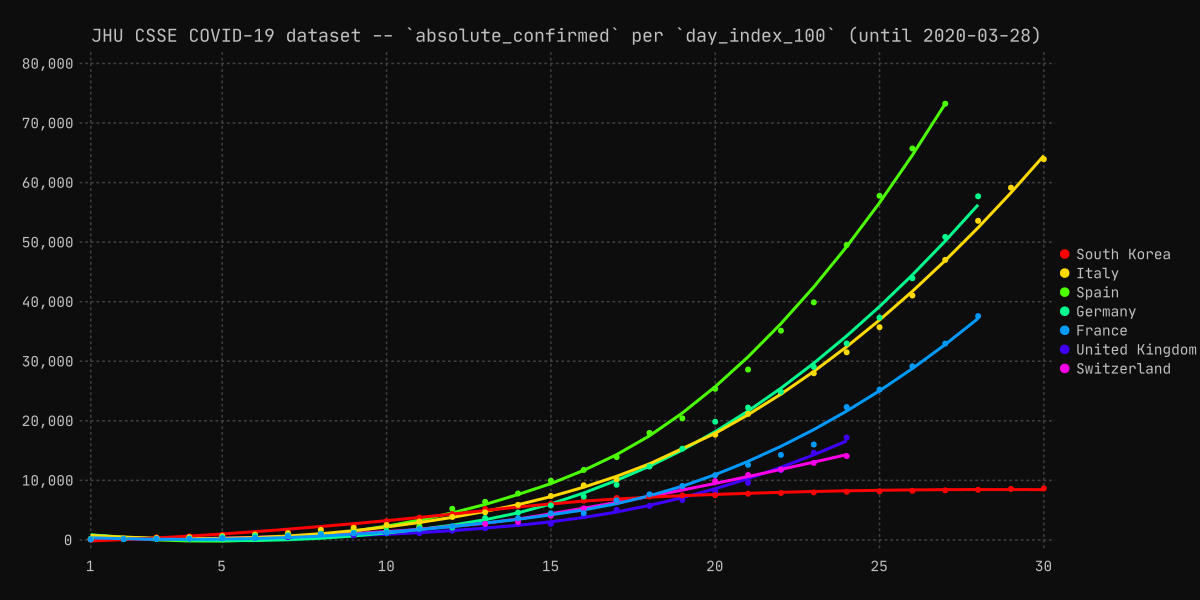 JHU CSSE COVID-19 dataset -- `absolute_confirmed` per `day_index_100` (until 2020-03-28)
80,000
70,000
60,000
50,000
40,000
30,000
20,000
10,000
0
1 5 10 15 20 25 30
South Korea
Italy
Spain
Germany
France
United Kingdom
Switzerland